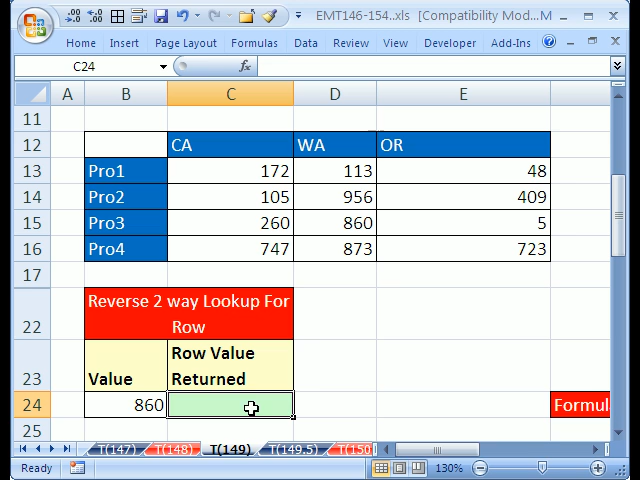 EMT146-154..xls [Compatibility Mod...M
Home Insert Page Layout Formulas Data Review View Developer Add-Ins
C24 fx
A B C D E
11
12 CA WA OR
13 Pro1 172 113 48
14 Pro2 105 956 409
15 Pro3 260 860 5
16 Pro4 747 873 723
17
Reverse 2 way Lookup For
22 Row
Row Value
23 Value Returned
24 860 Formul
25
T(147) T(148) T(149) T(149.5) T(150
Ready 130%